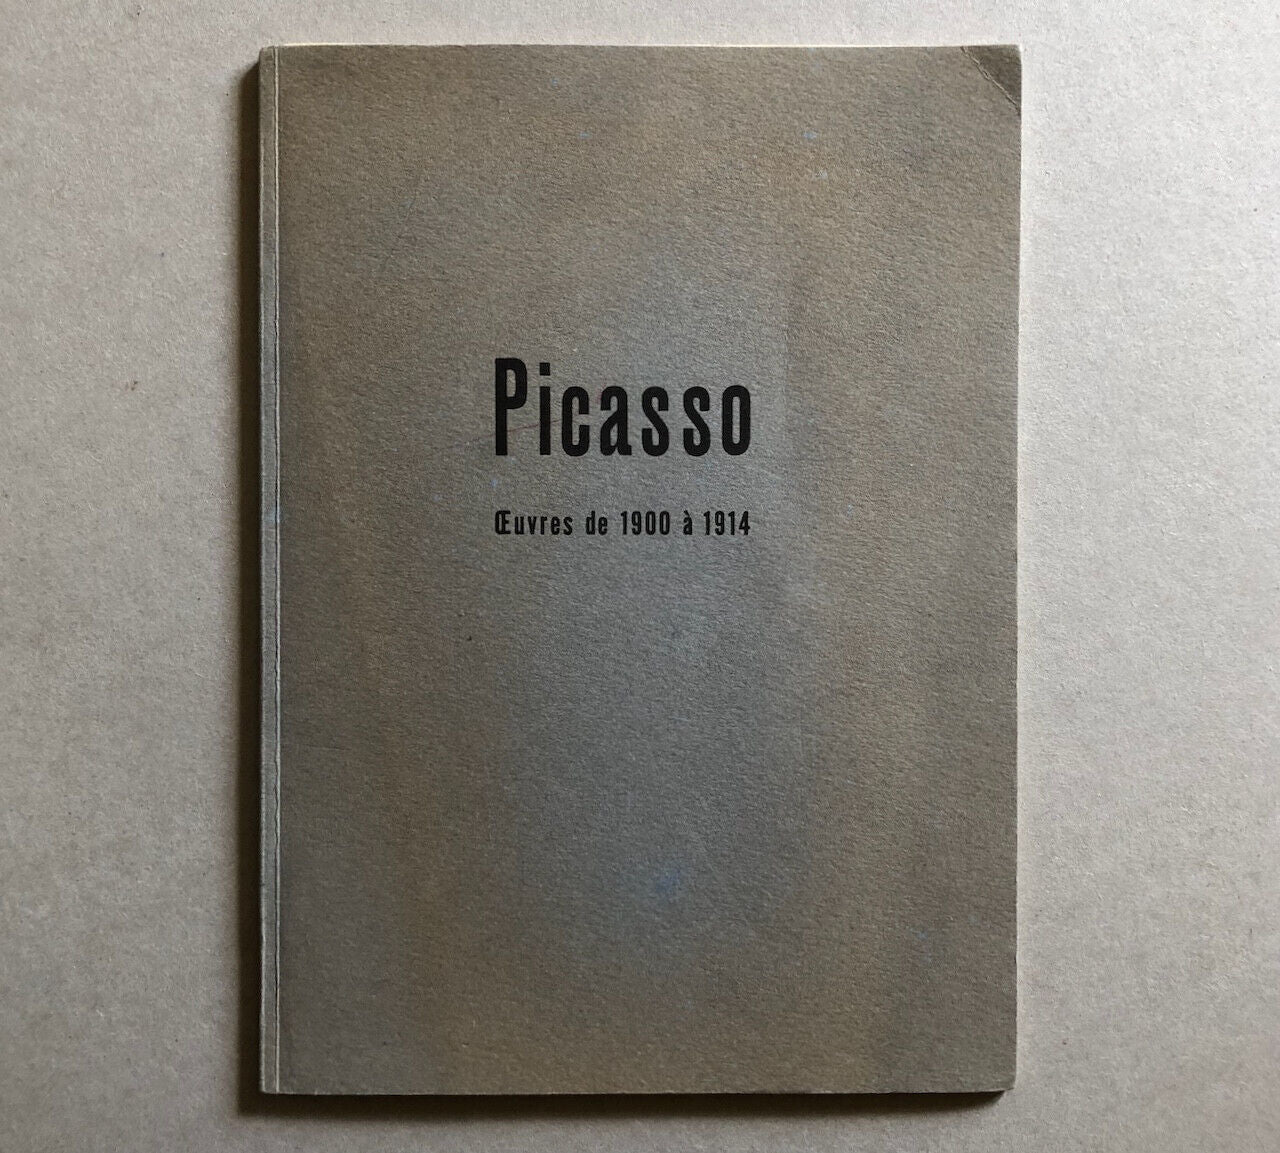 Picasso
Œuvres de 1900 à 1914